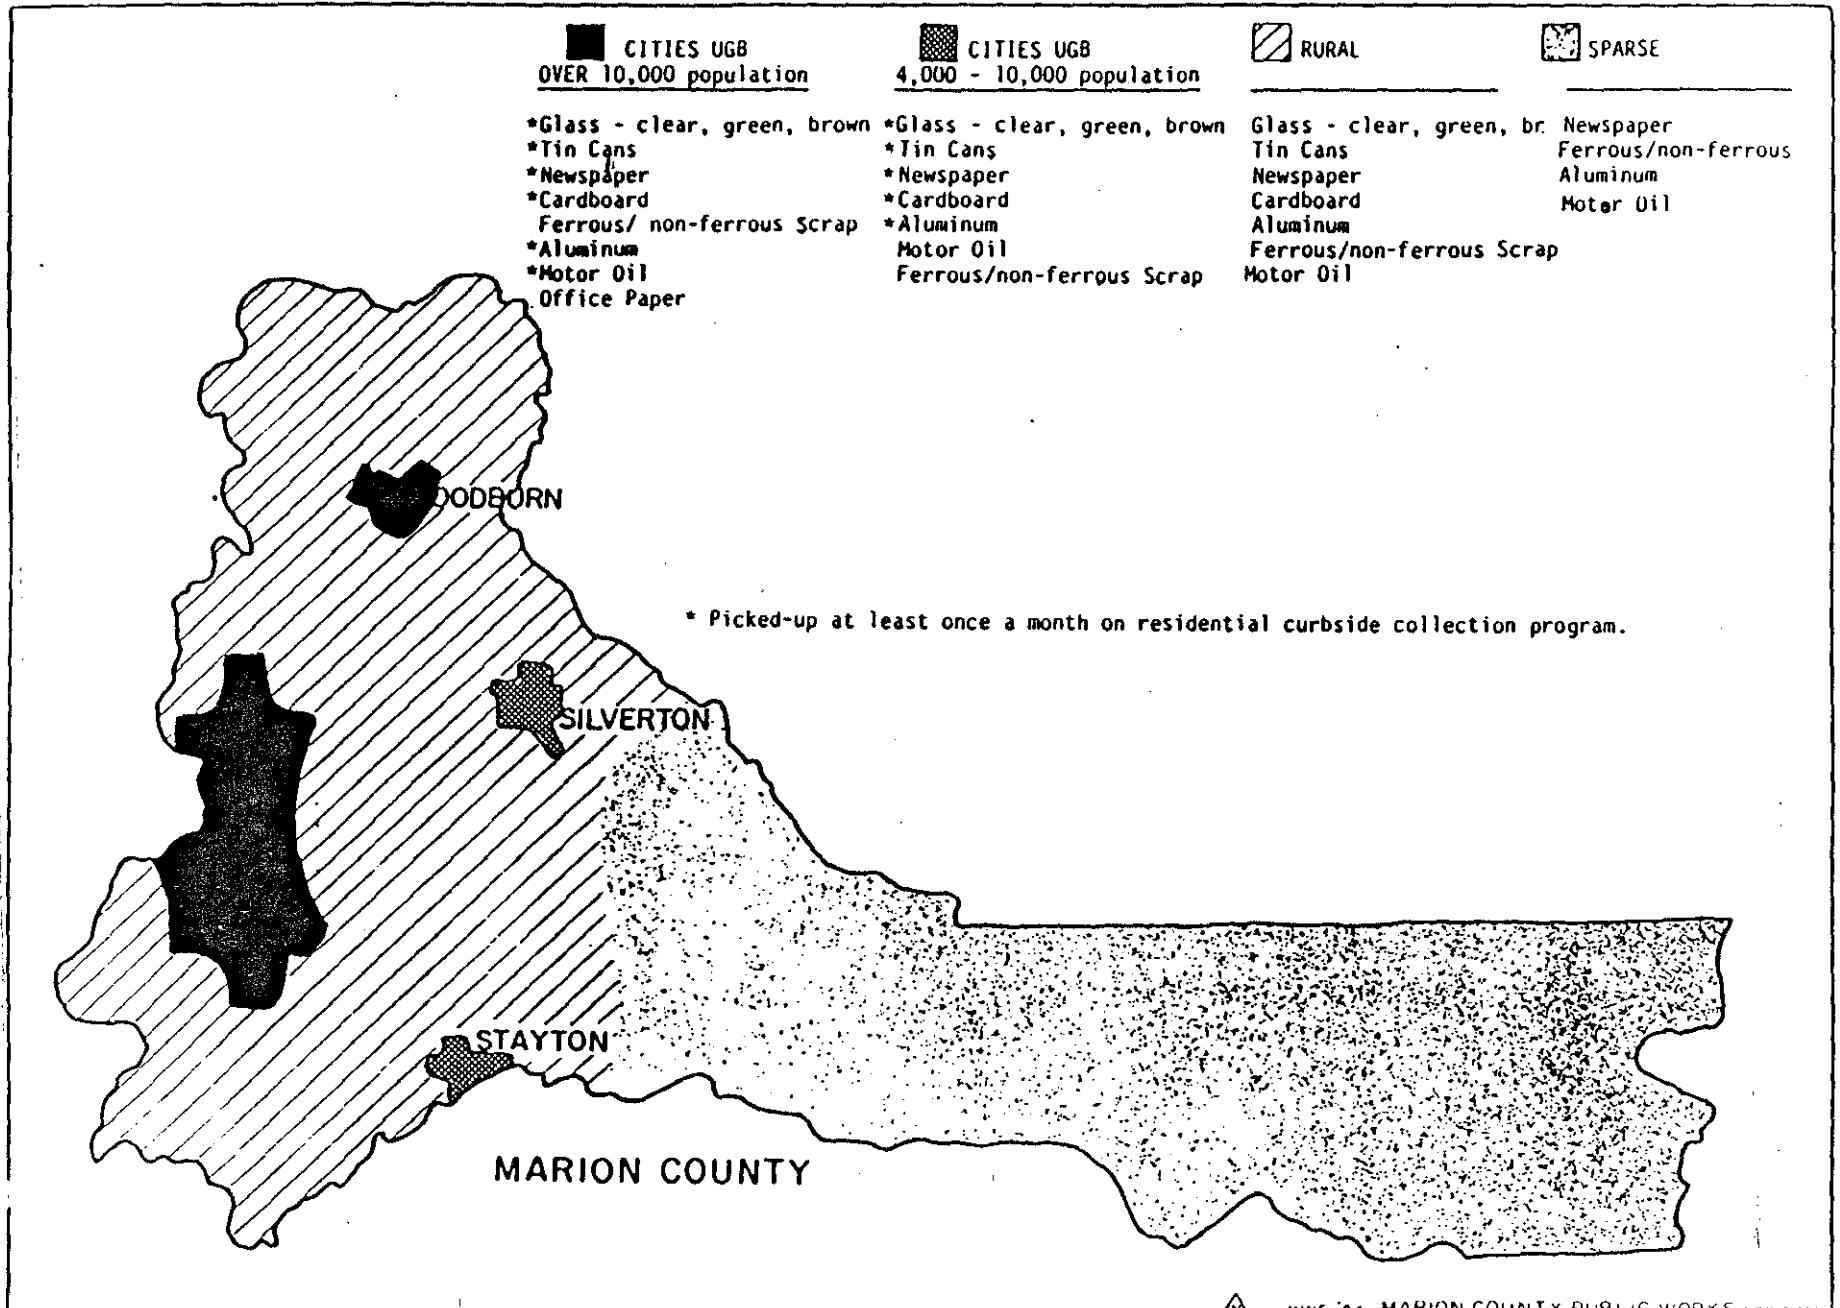 CITIES UGB
OVER 10,000 population
*Glass - clear, green, brown
*Tin Cans
*Newspaper
*Cardboard
Ferrous/ non-ferrous Scrap
*Aluminum
*Motor Oil
Office Paper
CITIES UGB
4,000 - 10,000 population
*Glass - clear, green, brown
*Tin Cans
*Newspaper
*Cardboard
*Aluminum
Motor Oil
Ferrous/non-ferrous Scrap
RURAL
Glass - clear, green, br
Tin Cans
Newspaper
Cardboard
Aluminum
Ferrous/non-ferrous Scrap
Motor Oil
SPARSE
Newspaper
Ferrous/non-ferrous
Aluminum
Motor Oil
OODBURN
* Picked-up at least once a month on residential curbside collection program.
SILVERTON
STAYTON
MARION COUNTY
MARION COUNTY PUBLIC WORKS